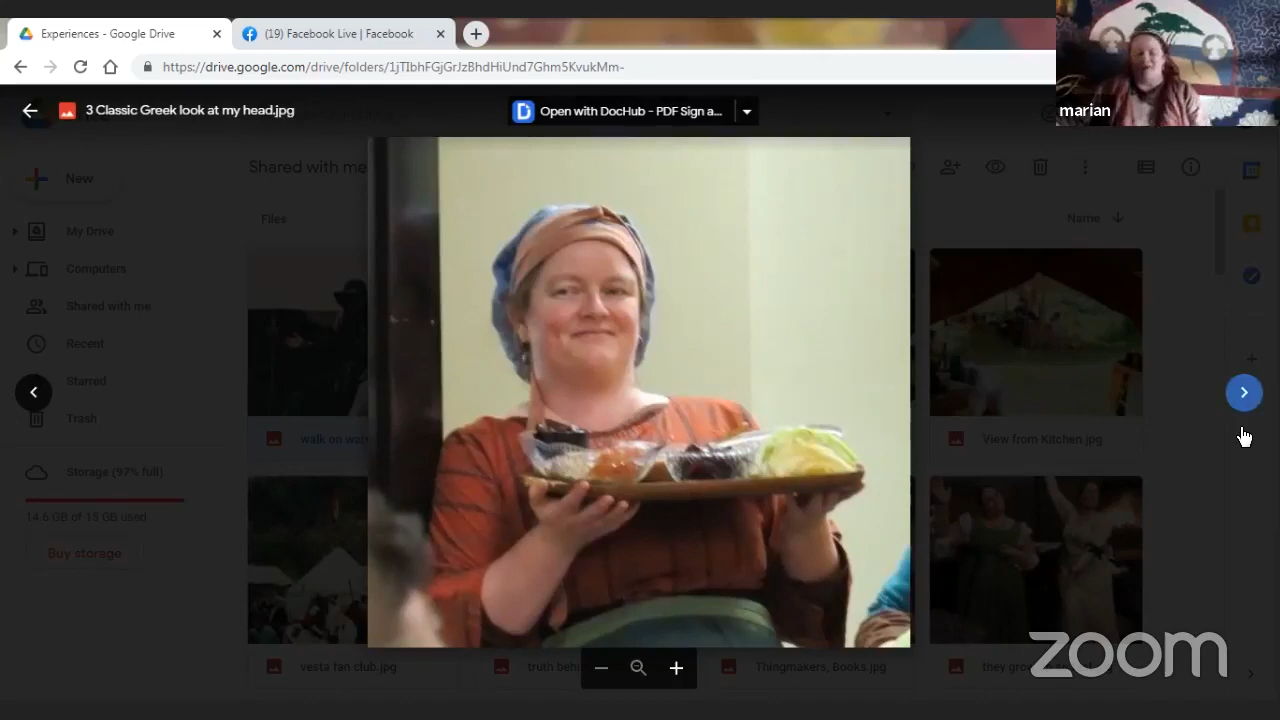 Experiences - Google Drive
(19) Facebook Live | Facebook
https://drive.google.com/drive/folders/1jTIbhFGjGrJzBhdHiUnd7Ghm5KvukMm-
marian
3 Classic Greek look at my head.jpg
Open with DocHub - PDF Sign a...
New
Shared with me
Files
Name
My Drive
Computers
Shared with me
Recent
Starred
Trash
Storage (97% full)
14.6 GB of 15 GB used
Buy storage
walk on
View from Kitchen.jpg
vesta fan club.jpg
Thingmakers, Books.jpg
they
zoom